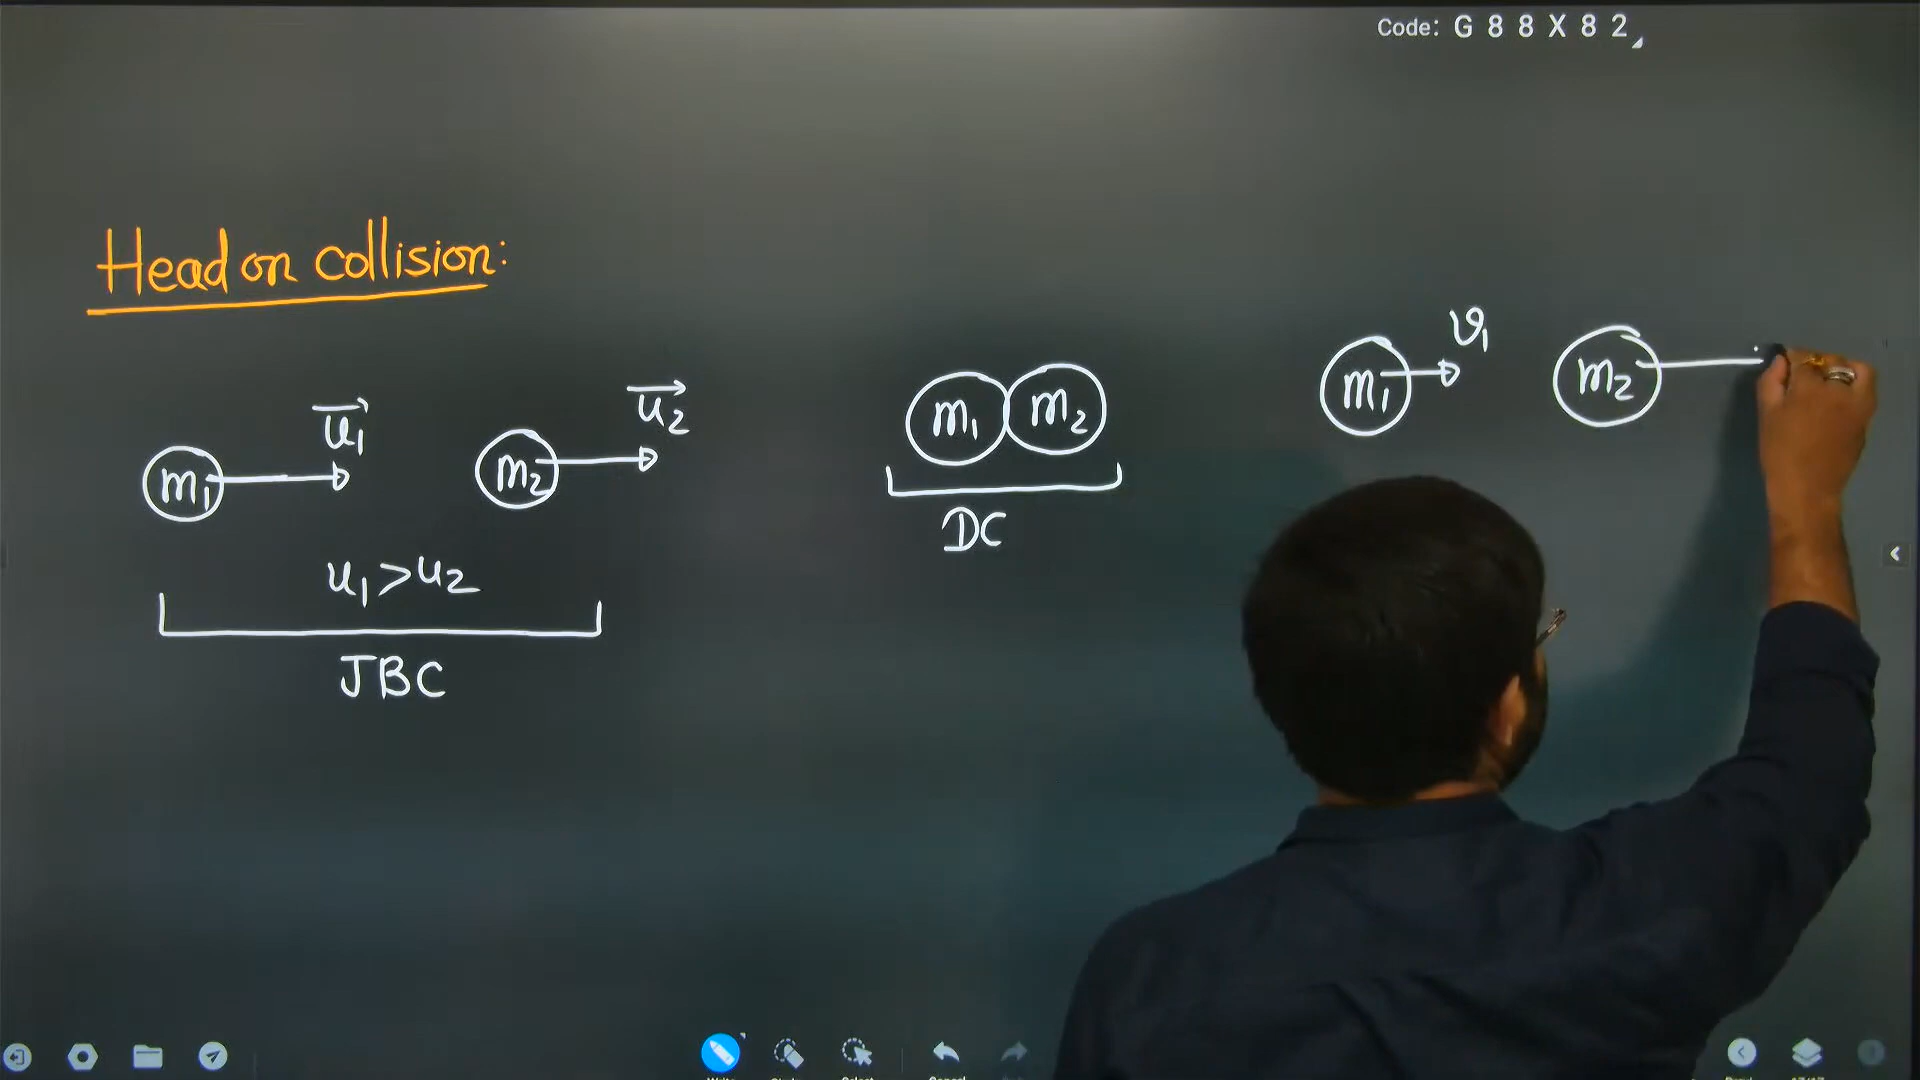 Code: G 8 8 X 8 2
Head on collision:
m₁ u₁ m₂ u₂
u₁ > u₂
JBC
m₁ m₂
DC
m₁ v₁ m₂